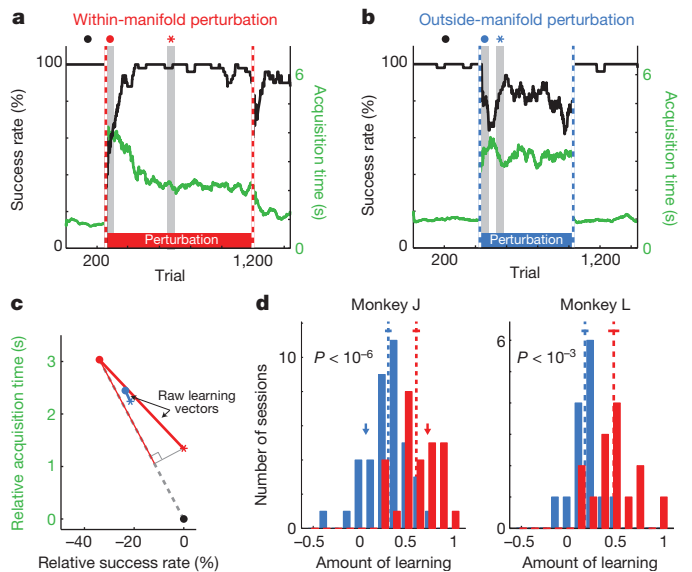 a
Within-manifold perturbation
Success rate (%)
100
0
6
0
Acquisition time (s)
Perturbation
200
1,200
Trial
b
Outside-manifold perturbation
Success rate (%)
100
0
6
0
Acquisition time (s)
Perturbation
200
1,200
Trial
c
Relative acquisition time (s)
3
2
1
0
Raw learning
vectors
−40
−20
0
Relative success rate (%)
d
Monkey J
Number of sessions
10
0
P < 10⁻⁶
−0.5
0
0.5
1
Amount of learning
Monkey L
6
0
P < 10⁻³
−0.5
0
0.5
1
Amount of learning